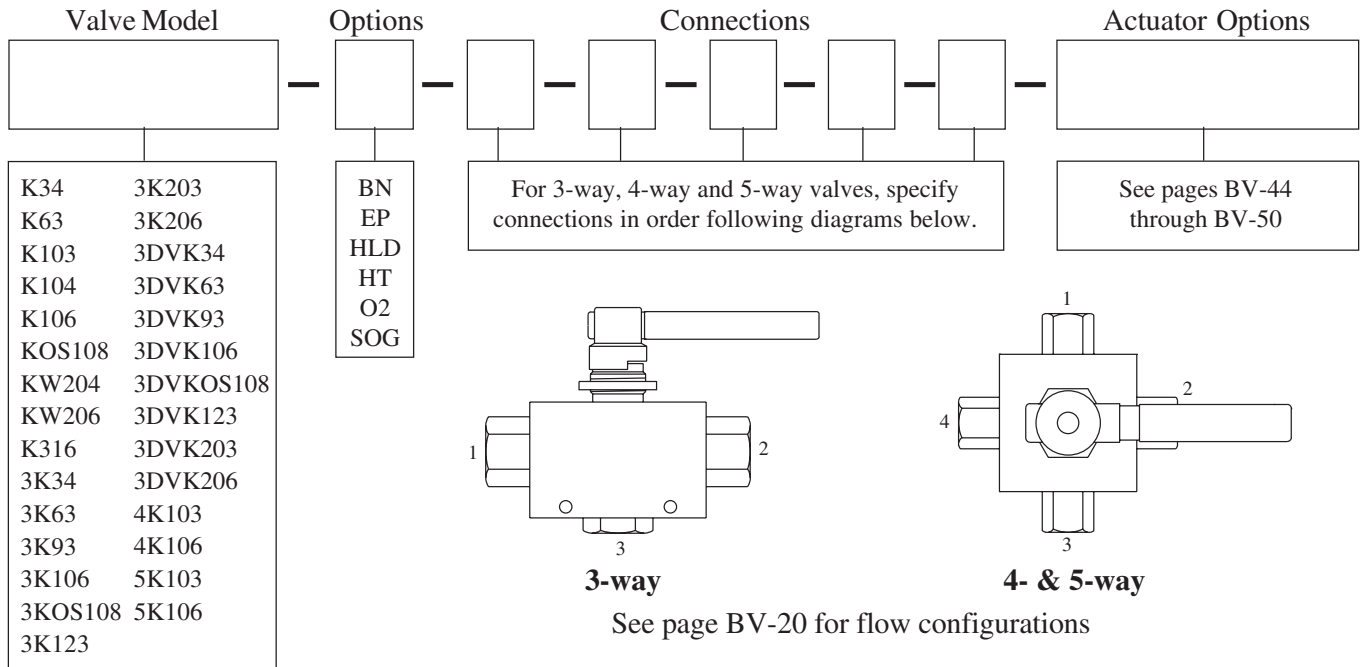 Valve Model Options Connections Actuator Options
K34 3K203
K63 3K206
K103 3DVK34
K104 3DVK63
K106 3DVK93
KOS108 3DVK106
KW204 3DVKOS108
KW206 3DVK123
K316 3DVK203
3K34 3DVK206
3K63 4K103
3K93 4K106
3K106 5K103
3KOS108 5K106
3K123
BN
EP
HLD
HT
O2
SOG
For 3-way, 4-way and 5-way valves, specify
connections in order following diagrams below.
See pages BV-44
through BV-50
1
2
3
3-way
1
2
4
3
4- & 5-way
See page BV-20 for flow configurations